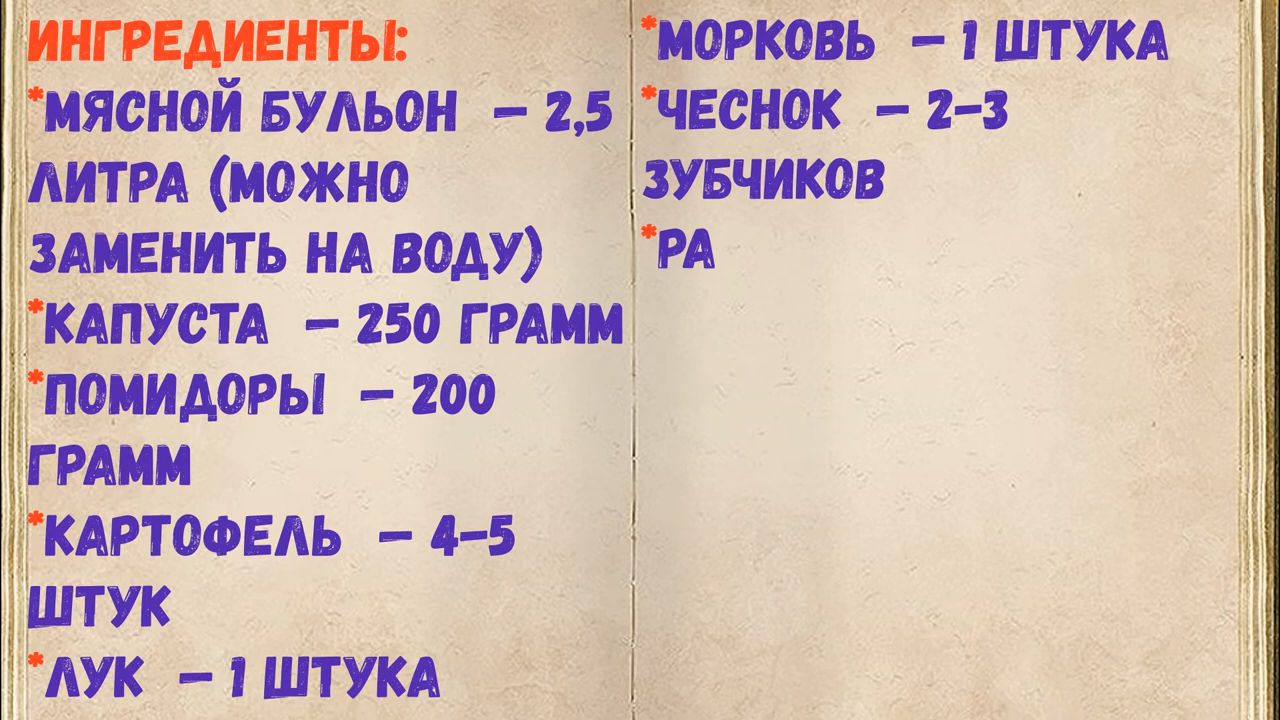 ИНГРЕДИЕНТЫ:
*МЯСНОЙ БУЛЬОН – 2,5
ЛИТРА (МОЖНО
ЗАМЕНИТЬ НА ВОДУ)
*КАПУСТА – 250 ГРАММ
*ПОМИДОРЫ – 200
ГРАММ
*КАРТОФЕЛЬ – 4–5
ШТУК
*ЛУК – 1 ШТУКА
*МОРКОВЬ – 1 ШТУКА
*ЧЕСНОК – 2–3
ЗУБЧИКОВ
*РА